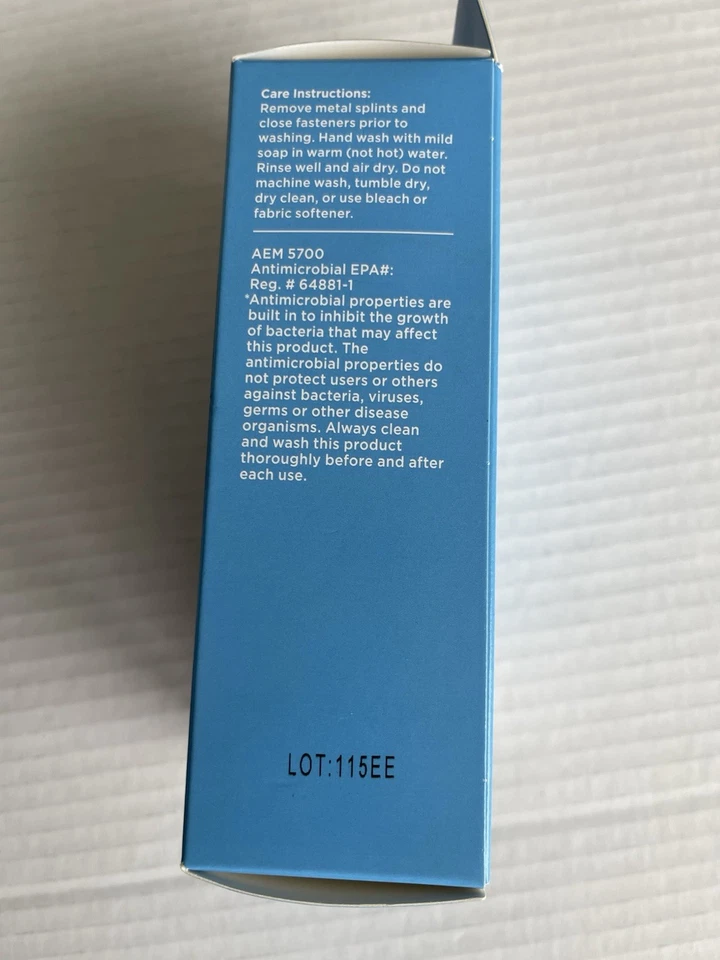 Care Instructions:
Remove metal splints and
close fasteners prior to
washing. Hand wash with mild
soap in warm (not hot) water.
Rinse well and air dry. Do not
machine wash, tumble dry,
dry clean, or use bleach or
fabric softener.
AEM 5700
Antimicrobial EPA#:
Reg. # 64881-1
*Antimicrobial properties are
built in to inhibit the growth
of bacteria that may affect
this product. The
antimicrobial properties do
not protect users or others
against bacteria, viruses,
germs or other disease
organisms. Always clean
and wash this product
thoroughly before and after
each use.
LOT:115EE